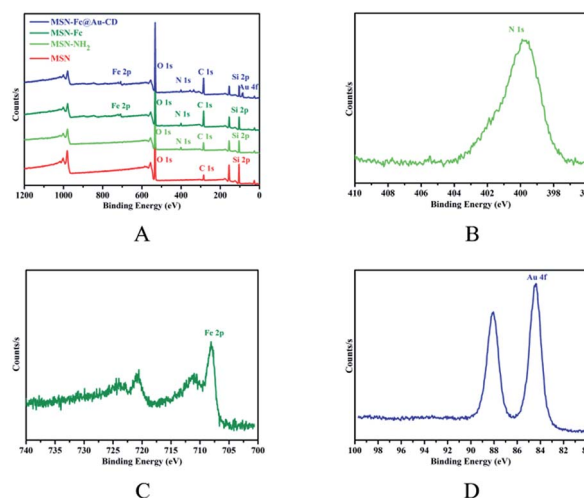 MSN-Fc@Au-CD
MSN-Fc
MSN-NH2
MSN
Fe 2p
O 1s
N 1s
C 1s
Si 2p
Au 4f
Fe 2p
O 1s
N 1s
C 1s
Si 2p
O 1s
N 1s
C 1s
Si 2p
O 1s
C 1s
Si 2p
Counts/s
1200 1000 800 600 400 200 0
Binding Energy (eV)
A
N 1s
Counts/s
410 408 406 404 402 400 398
Binding Energy (eV)
B
Fe 2p
Counts/s
740 730 720 710 700
Binding Energy (eV)
C
Au 4f
Counts/s
100 98 96 94 92 90 88 86 84 82
Binding Energy (eV)
D